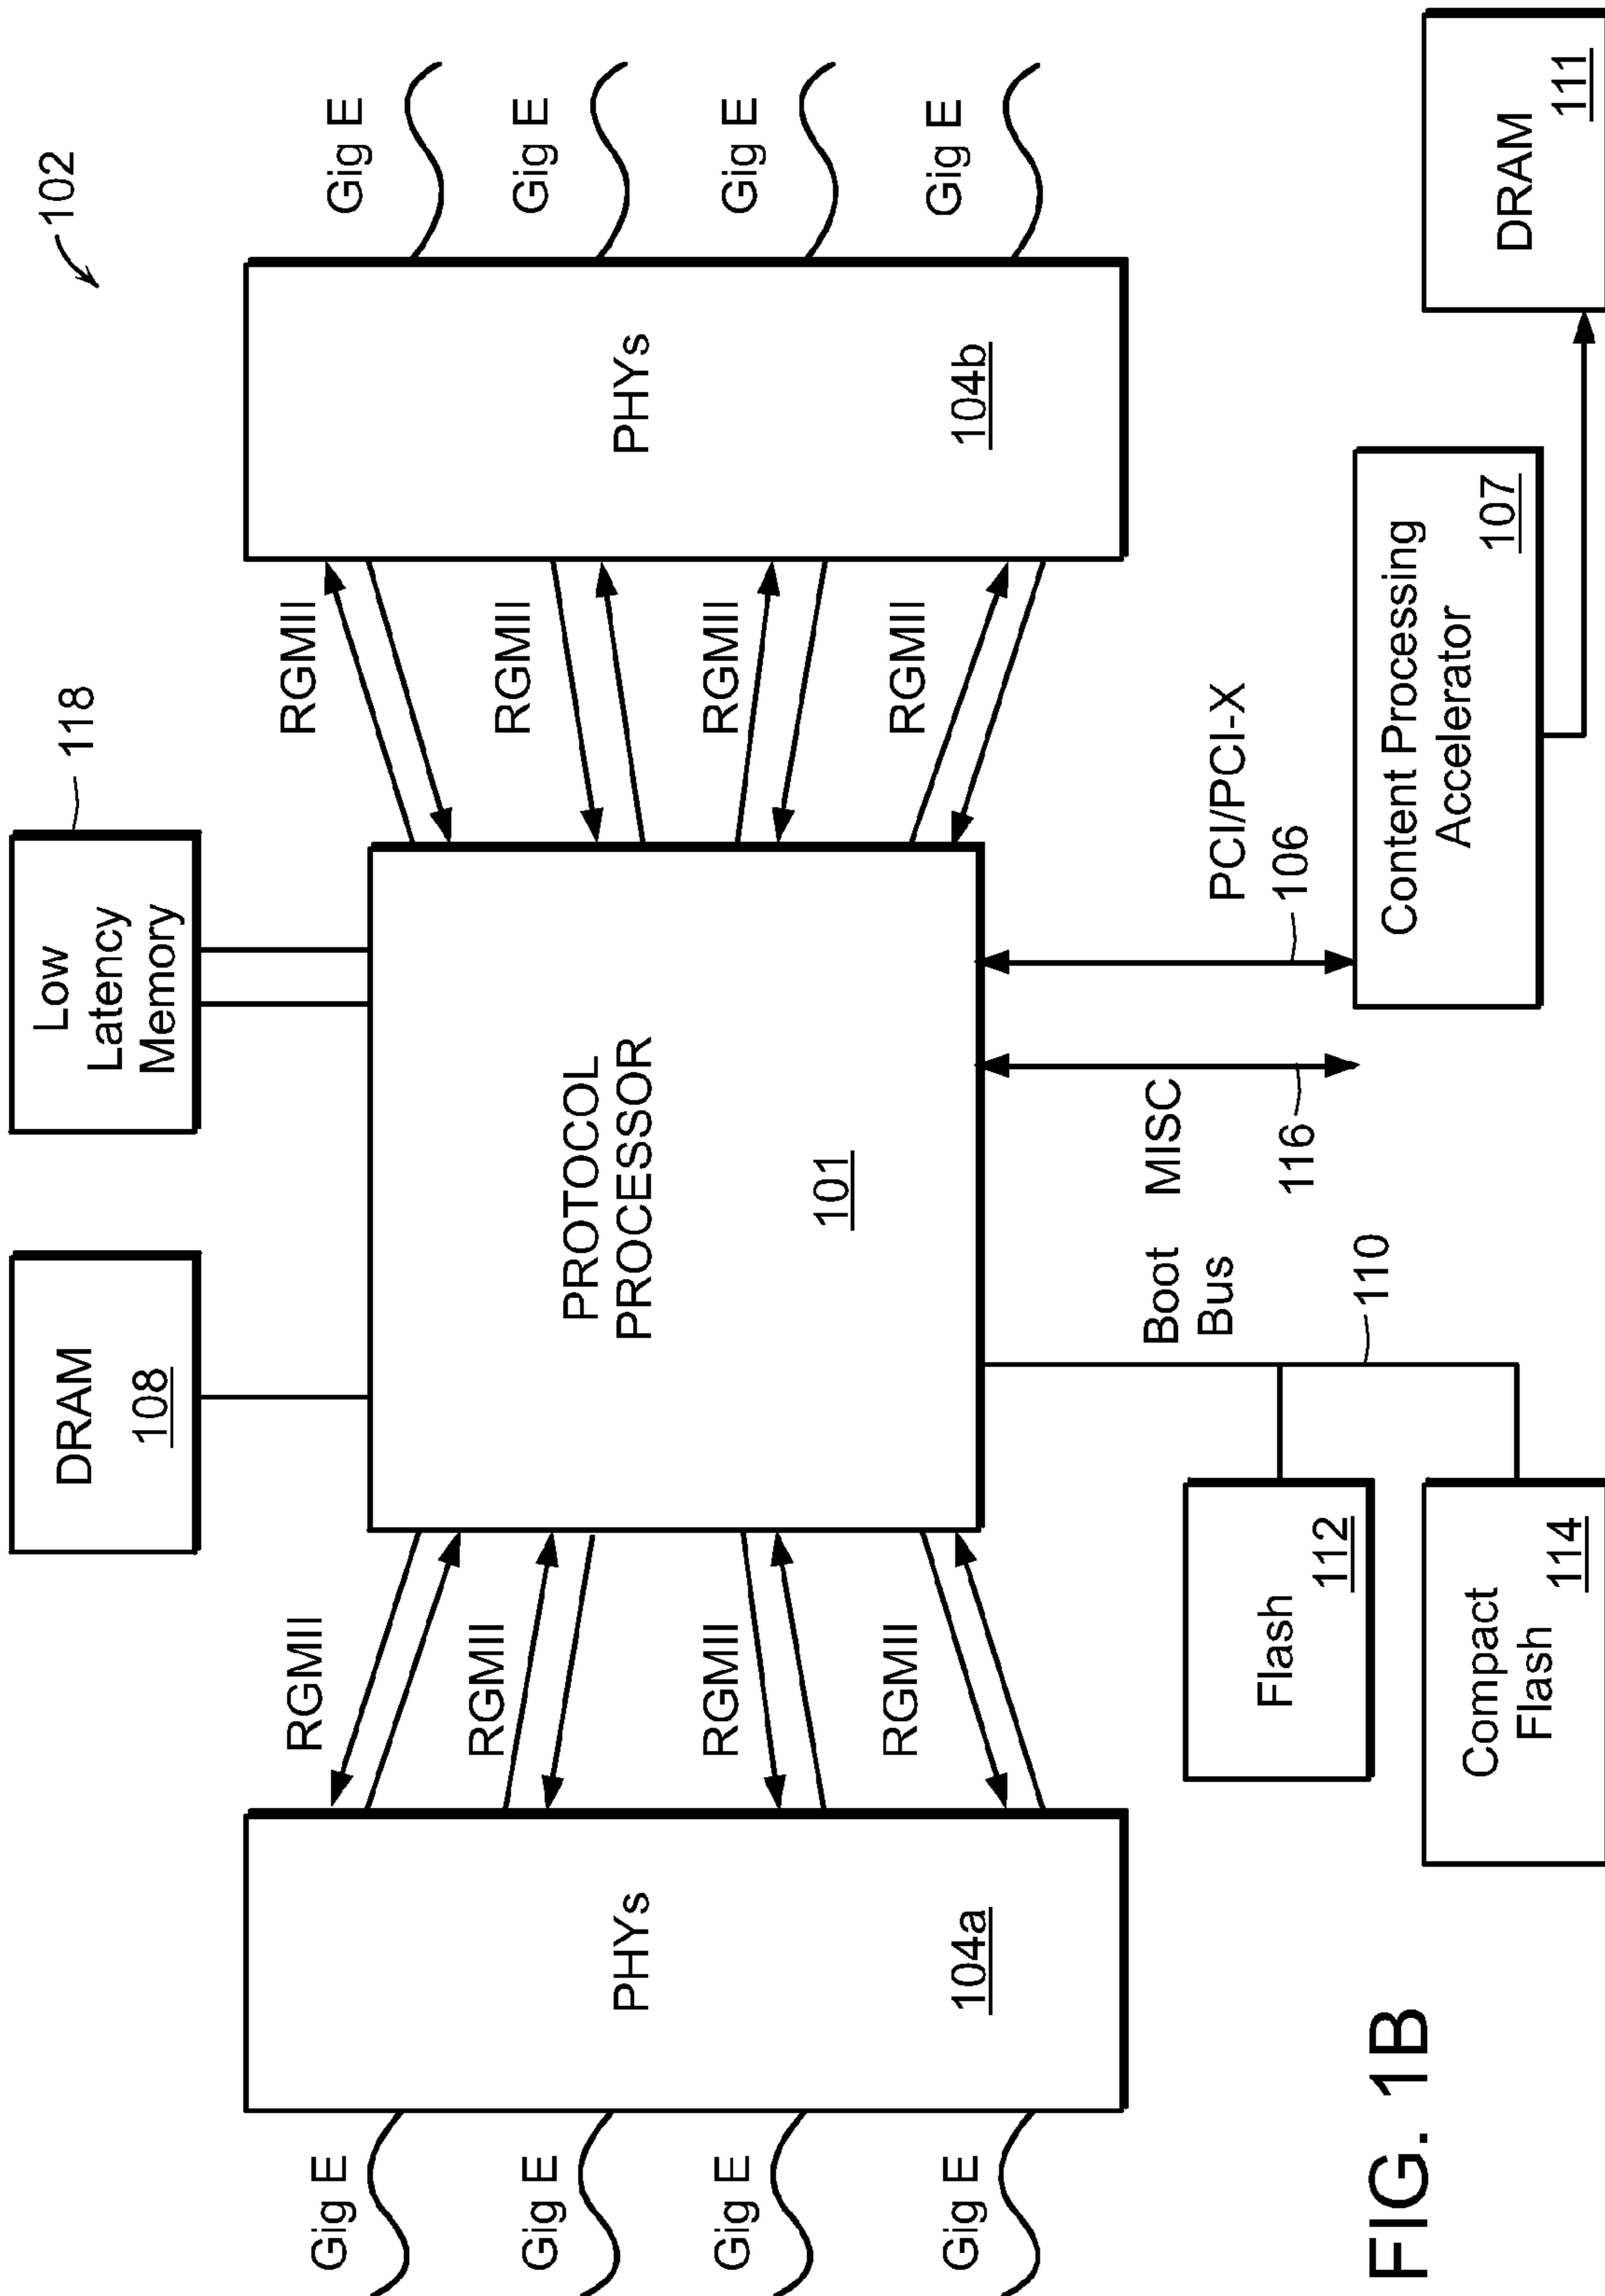 102
DRAM
108
Low
Latency
Memory
118
Gig E
Gig E
Gig E
Gig E
PHYs
104a
RGMII
RGMII
RGMII
RGMII
PROTOCOL
PROCESSOR
101
RGMII
RGMII
RGMII
RGMII
PHYs
104b
Gig E
Gig E
Gig E
Gig E
Boot
Bus
110
MISC
116
PCI/PCI-X
106
Flash
112
Compact
Flash
114
Content Processing
Accelerator
107
DRAM
111
FIG. 1B